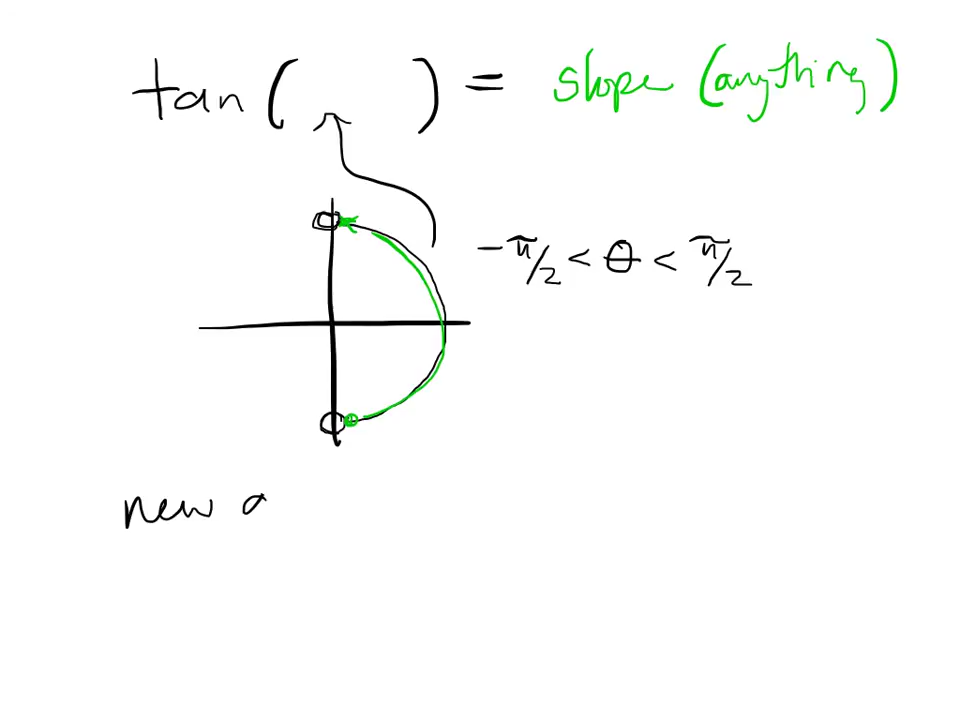 tan ( ) = slope (anything)
-π/2 < θ < π/2
new a